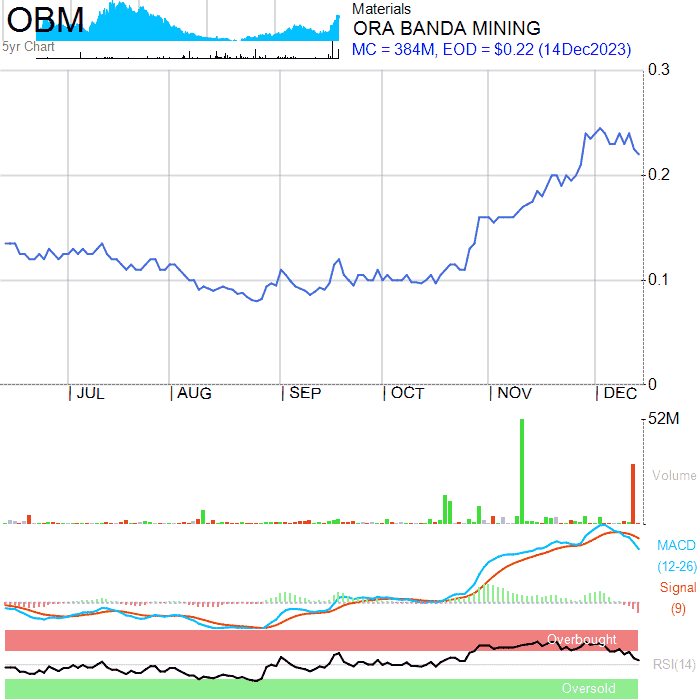 OBM
5yr Chart
Materials
ORA BANDA MINING
MC = 384M, EOD = $0.22 (14Dec2023)
0.3
0.2
0.1
0
JUL AUG SEP OCT NOV DEC
52M
Volume
MACD
(12-26)
Signal
(9)
Overbought
RSI(14)
Oversold